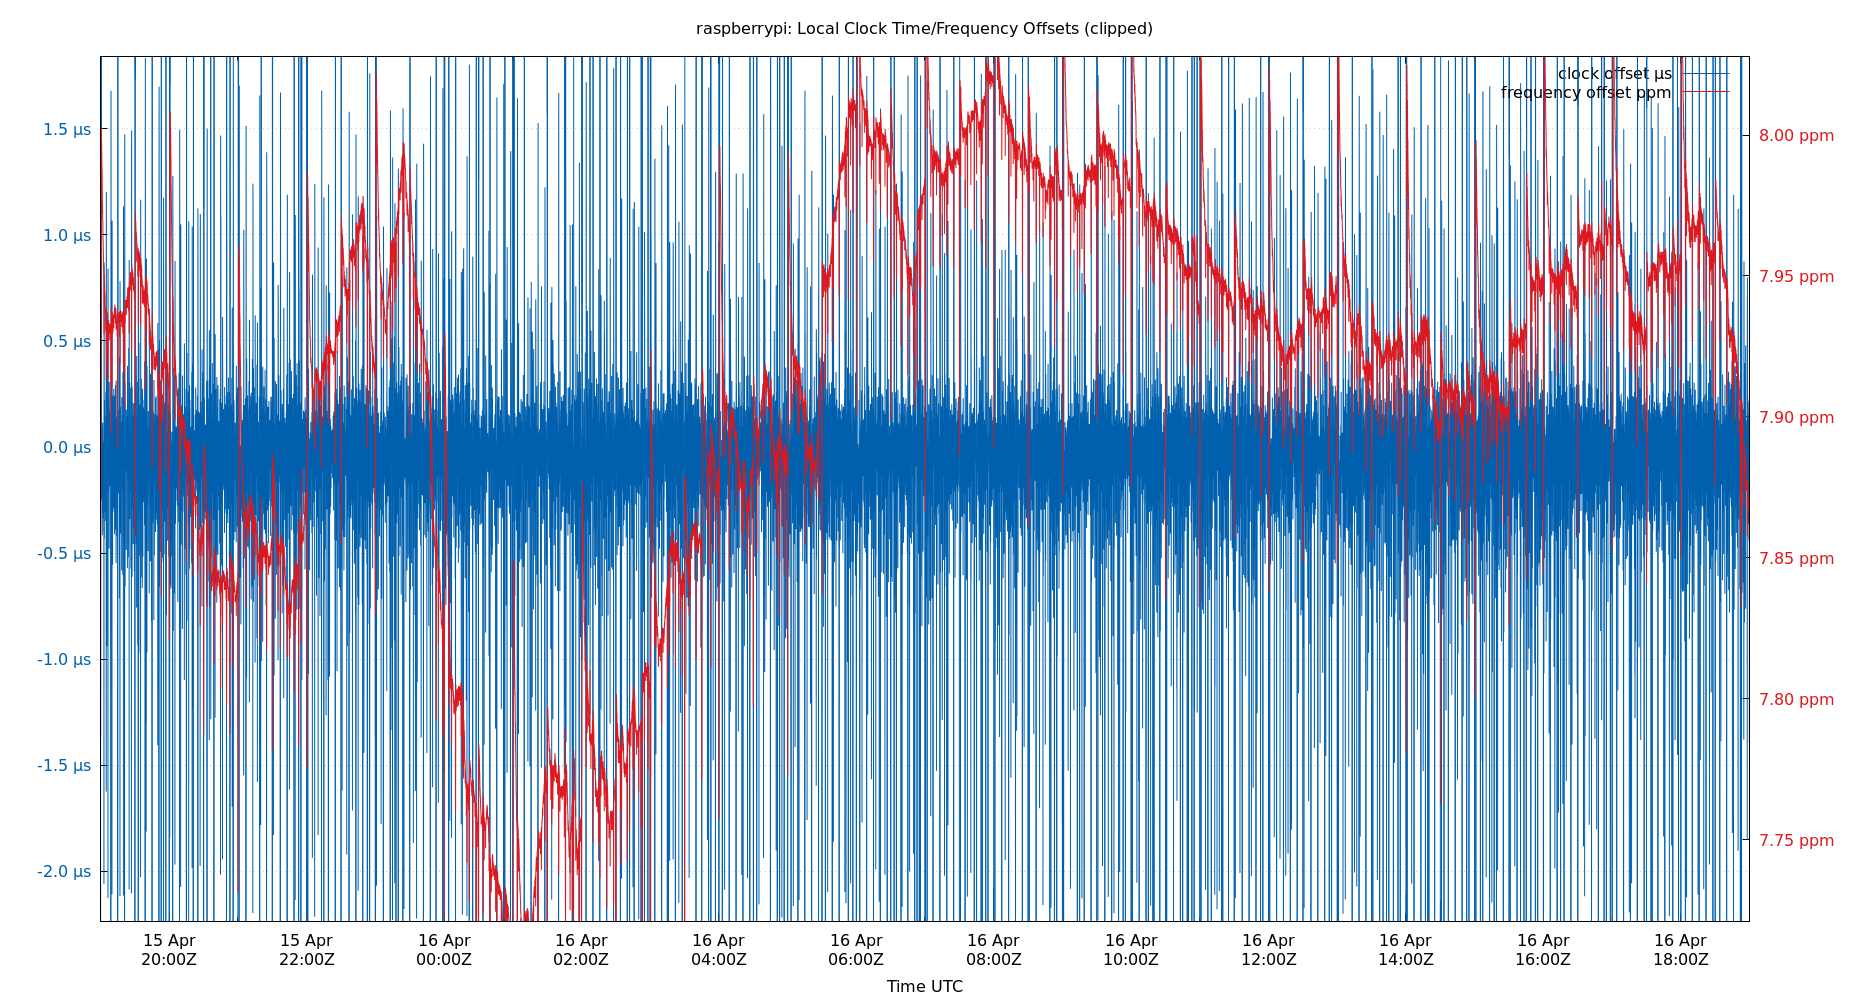 raspberrypi: Local Clock Time/Frequency Offsets (clipped)
clock offset µs
frequency offset ppm
1.5 µs
1.0 µs
0.5 µs
0.0 µs
-0.5 µs
-1.0 µs
-1.5 µs
-2.0 µs
8.00 ppm
7.95 ppm
7.90 ppm
7.85 ppm
7.80 ppm
7.75 ppm
15 Apr 15 Apr 16 Apr 16 Apr 16 Apr 16 Apr 16 Apr 16 Apr 16 Apr 16 Apr 16 Apr 16 Apr
20:00Z 22:00Z 00:00Z 02:00Z 04:00Z 06:00Z 08:00Z 10:00Z 12:00Z 14:00Z 16:00Z 18:00Z
Time UTC